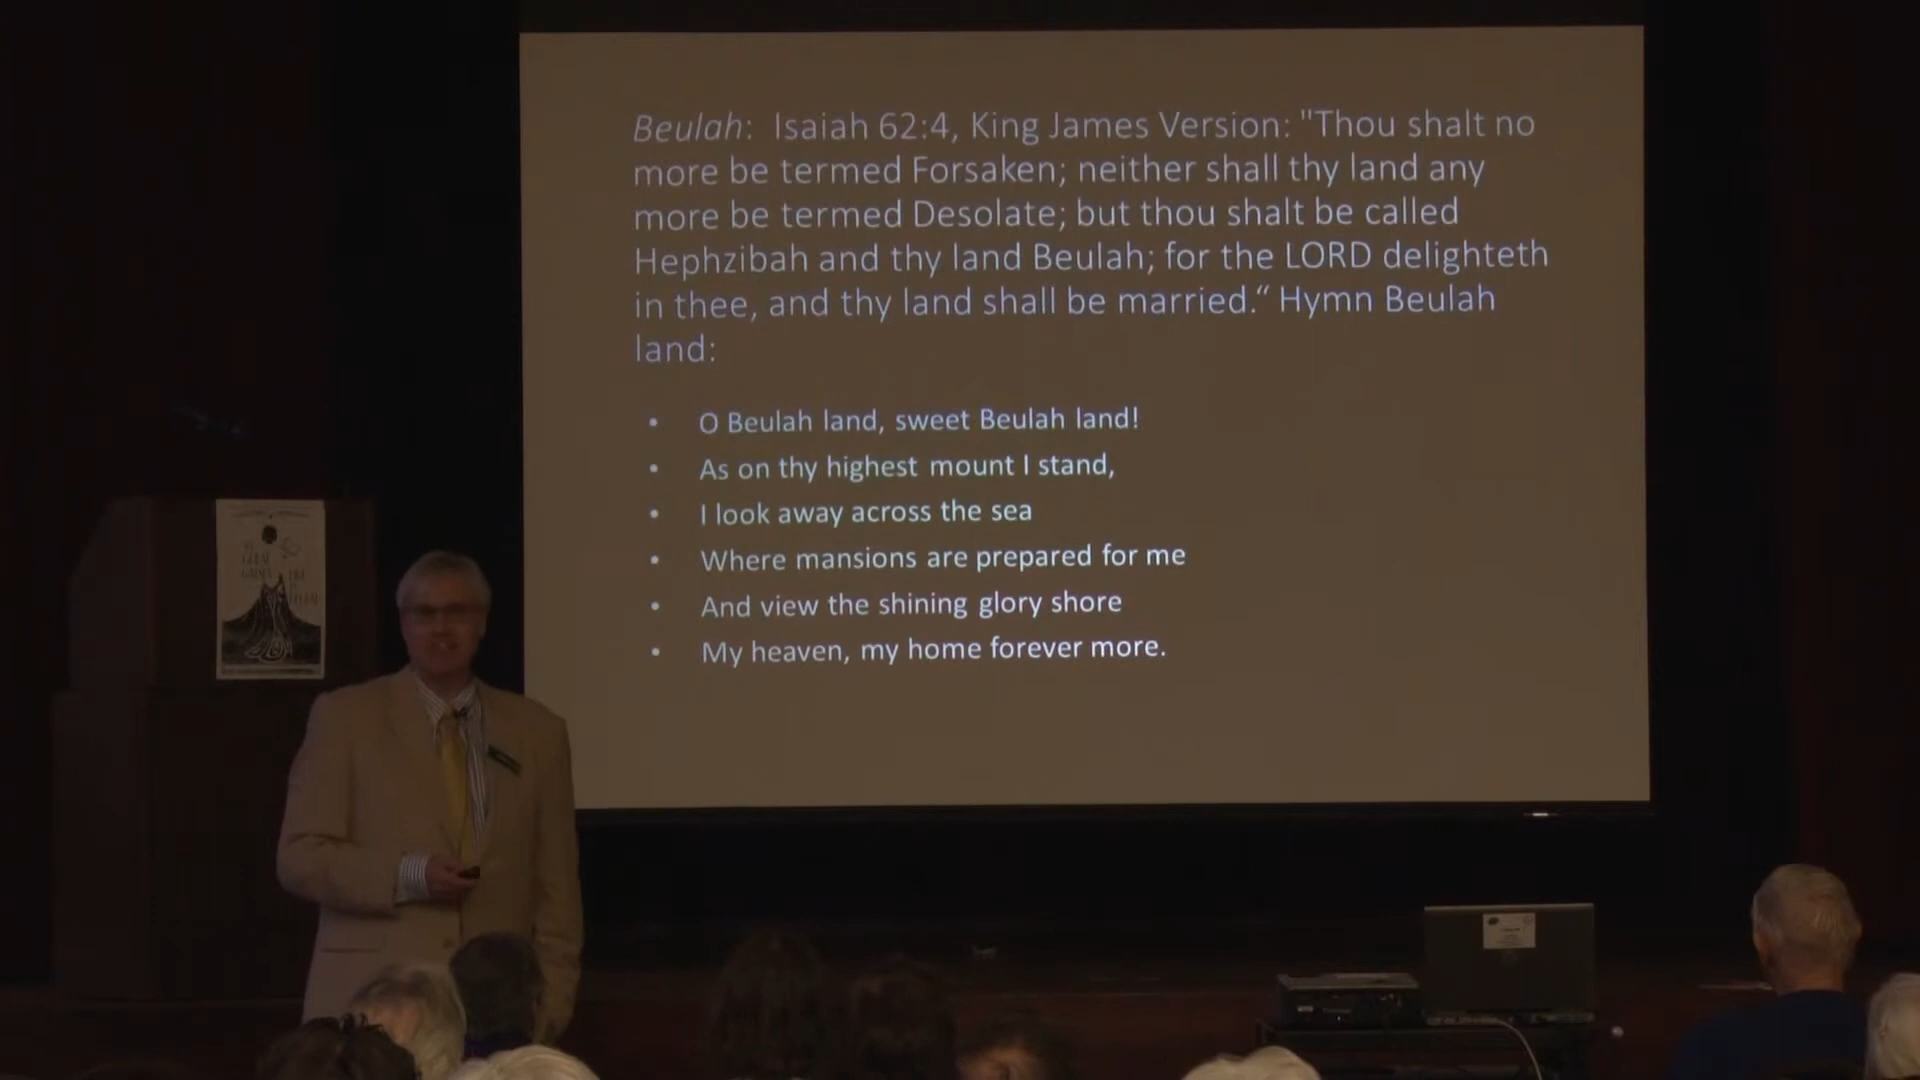 Beulah: Isaiah 62:4, King James Version: "Thou shalt no
more be termed Forsaken; neither shall thy land any
more be termed Desolate; but thou shalt be called
Hephzibah and thy land Beulah; for the LORD delighteth
in thee, and thy land shall be married.“ Hymn Beulah
land:
• O Beulah land, sweet Beulah land!
• As on thy highest mount I stand,
• I look away across the sea
• Where mansions are prepared for me
• And view the shining glory shore
• My heaven, my home forever more.